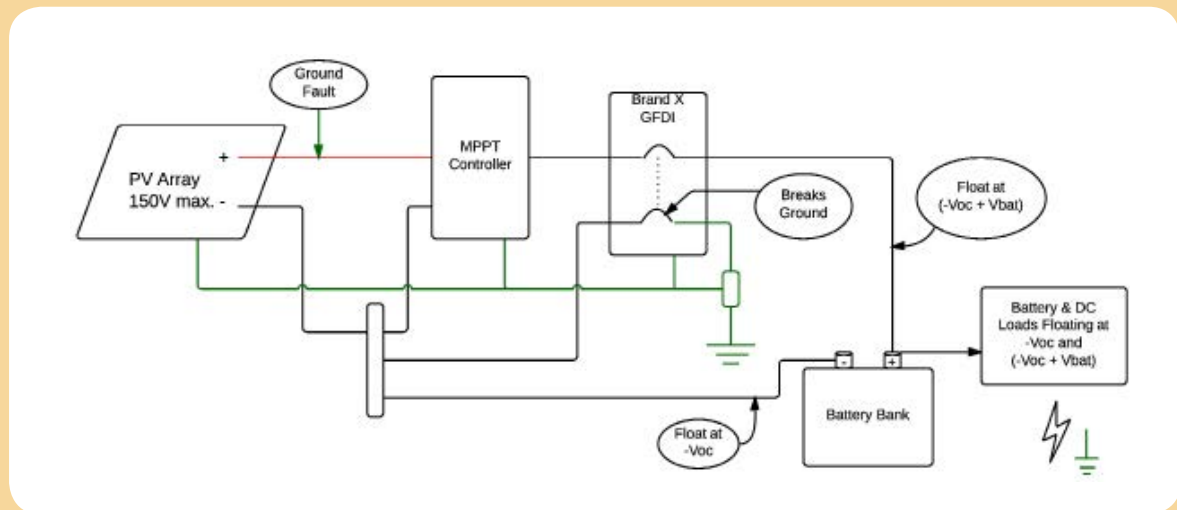 Ground
Fault
Brand X
GFDI
MPPT
Controller
+
PV Array
150V max. -
Breaks
Ground
Float at
(-Voc + Vbat)
Battery & DC
Loads Floating at
-Voc and
(-Voc + Vbat)
- +
Battery Bank
Float at
-Voc